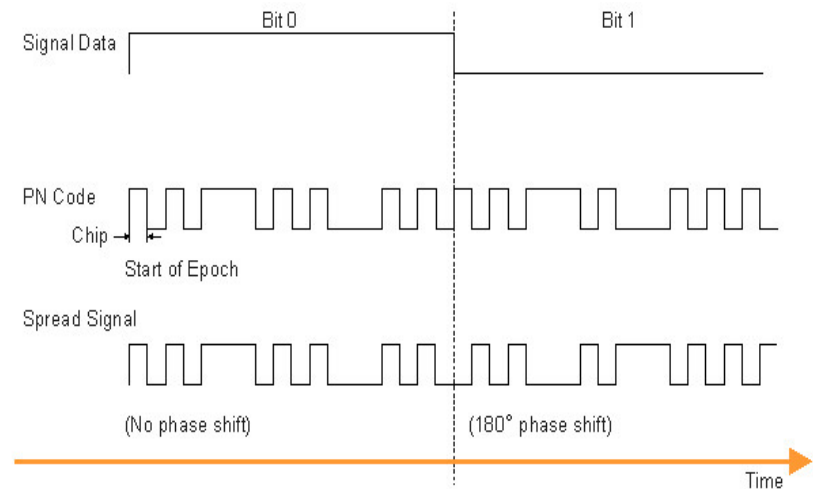 Bit 0
Bit 1
Signal Data
PN Code
Chip
Start of Epoch
Spread Signal
(No phase shift)
(180° phase shift)
Time